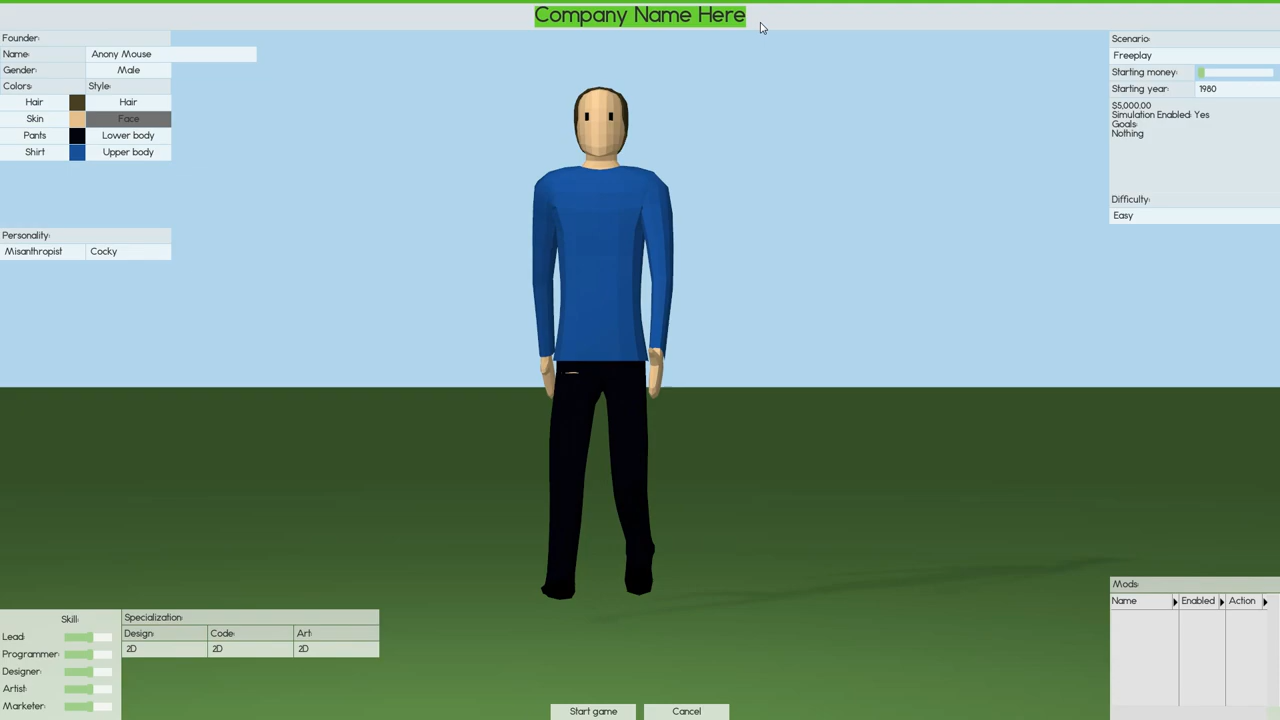 Company Name Here
Founder:
Name: Anony Mouse
Gender: Male
Colors: Style:
Hair Hair
Skin Face
Pants Lower body
Shirt Upper body
Personality:
Misanthropist Cocky
Scenario:
Freeplay
Starting money:
Starting year: 1980
$5,000.00
Simulation Enabled: Yes
Goals:
Nothing
Difficulty:
Easy
Skill:
Lead:
Programmer:
Designer:
Artist:
Marketer:
Specialization:
Design: Code: Art:
2D 2D 2D
Mods:
Name Enabled Action
Start game Cancel